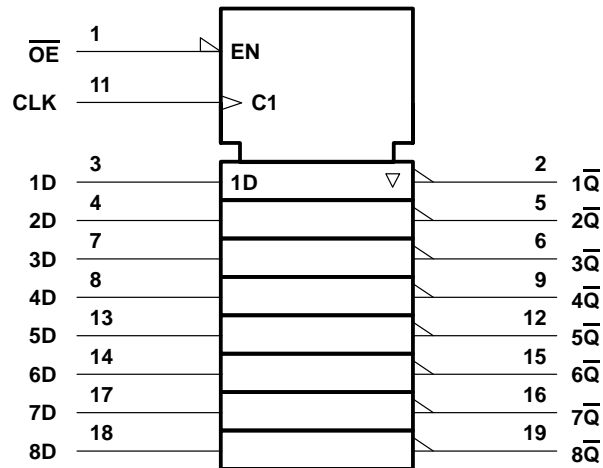 OE̅ 1 EN
CLK 11 C1
1D 3 1D 2 1Q̅
2D 4 5 2Q̅
3D 7 6 3Q̅
4D 8 9 4Q̅
5D 13 12 5Q̅
6D 14 15 6Q̅
7D 17 16 7Q̅
8D 18 19 8Q̅